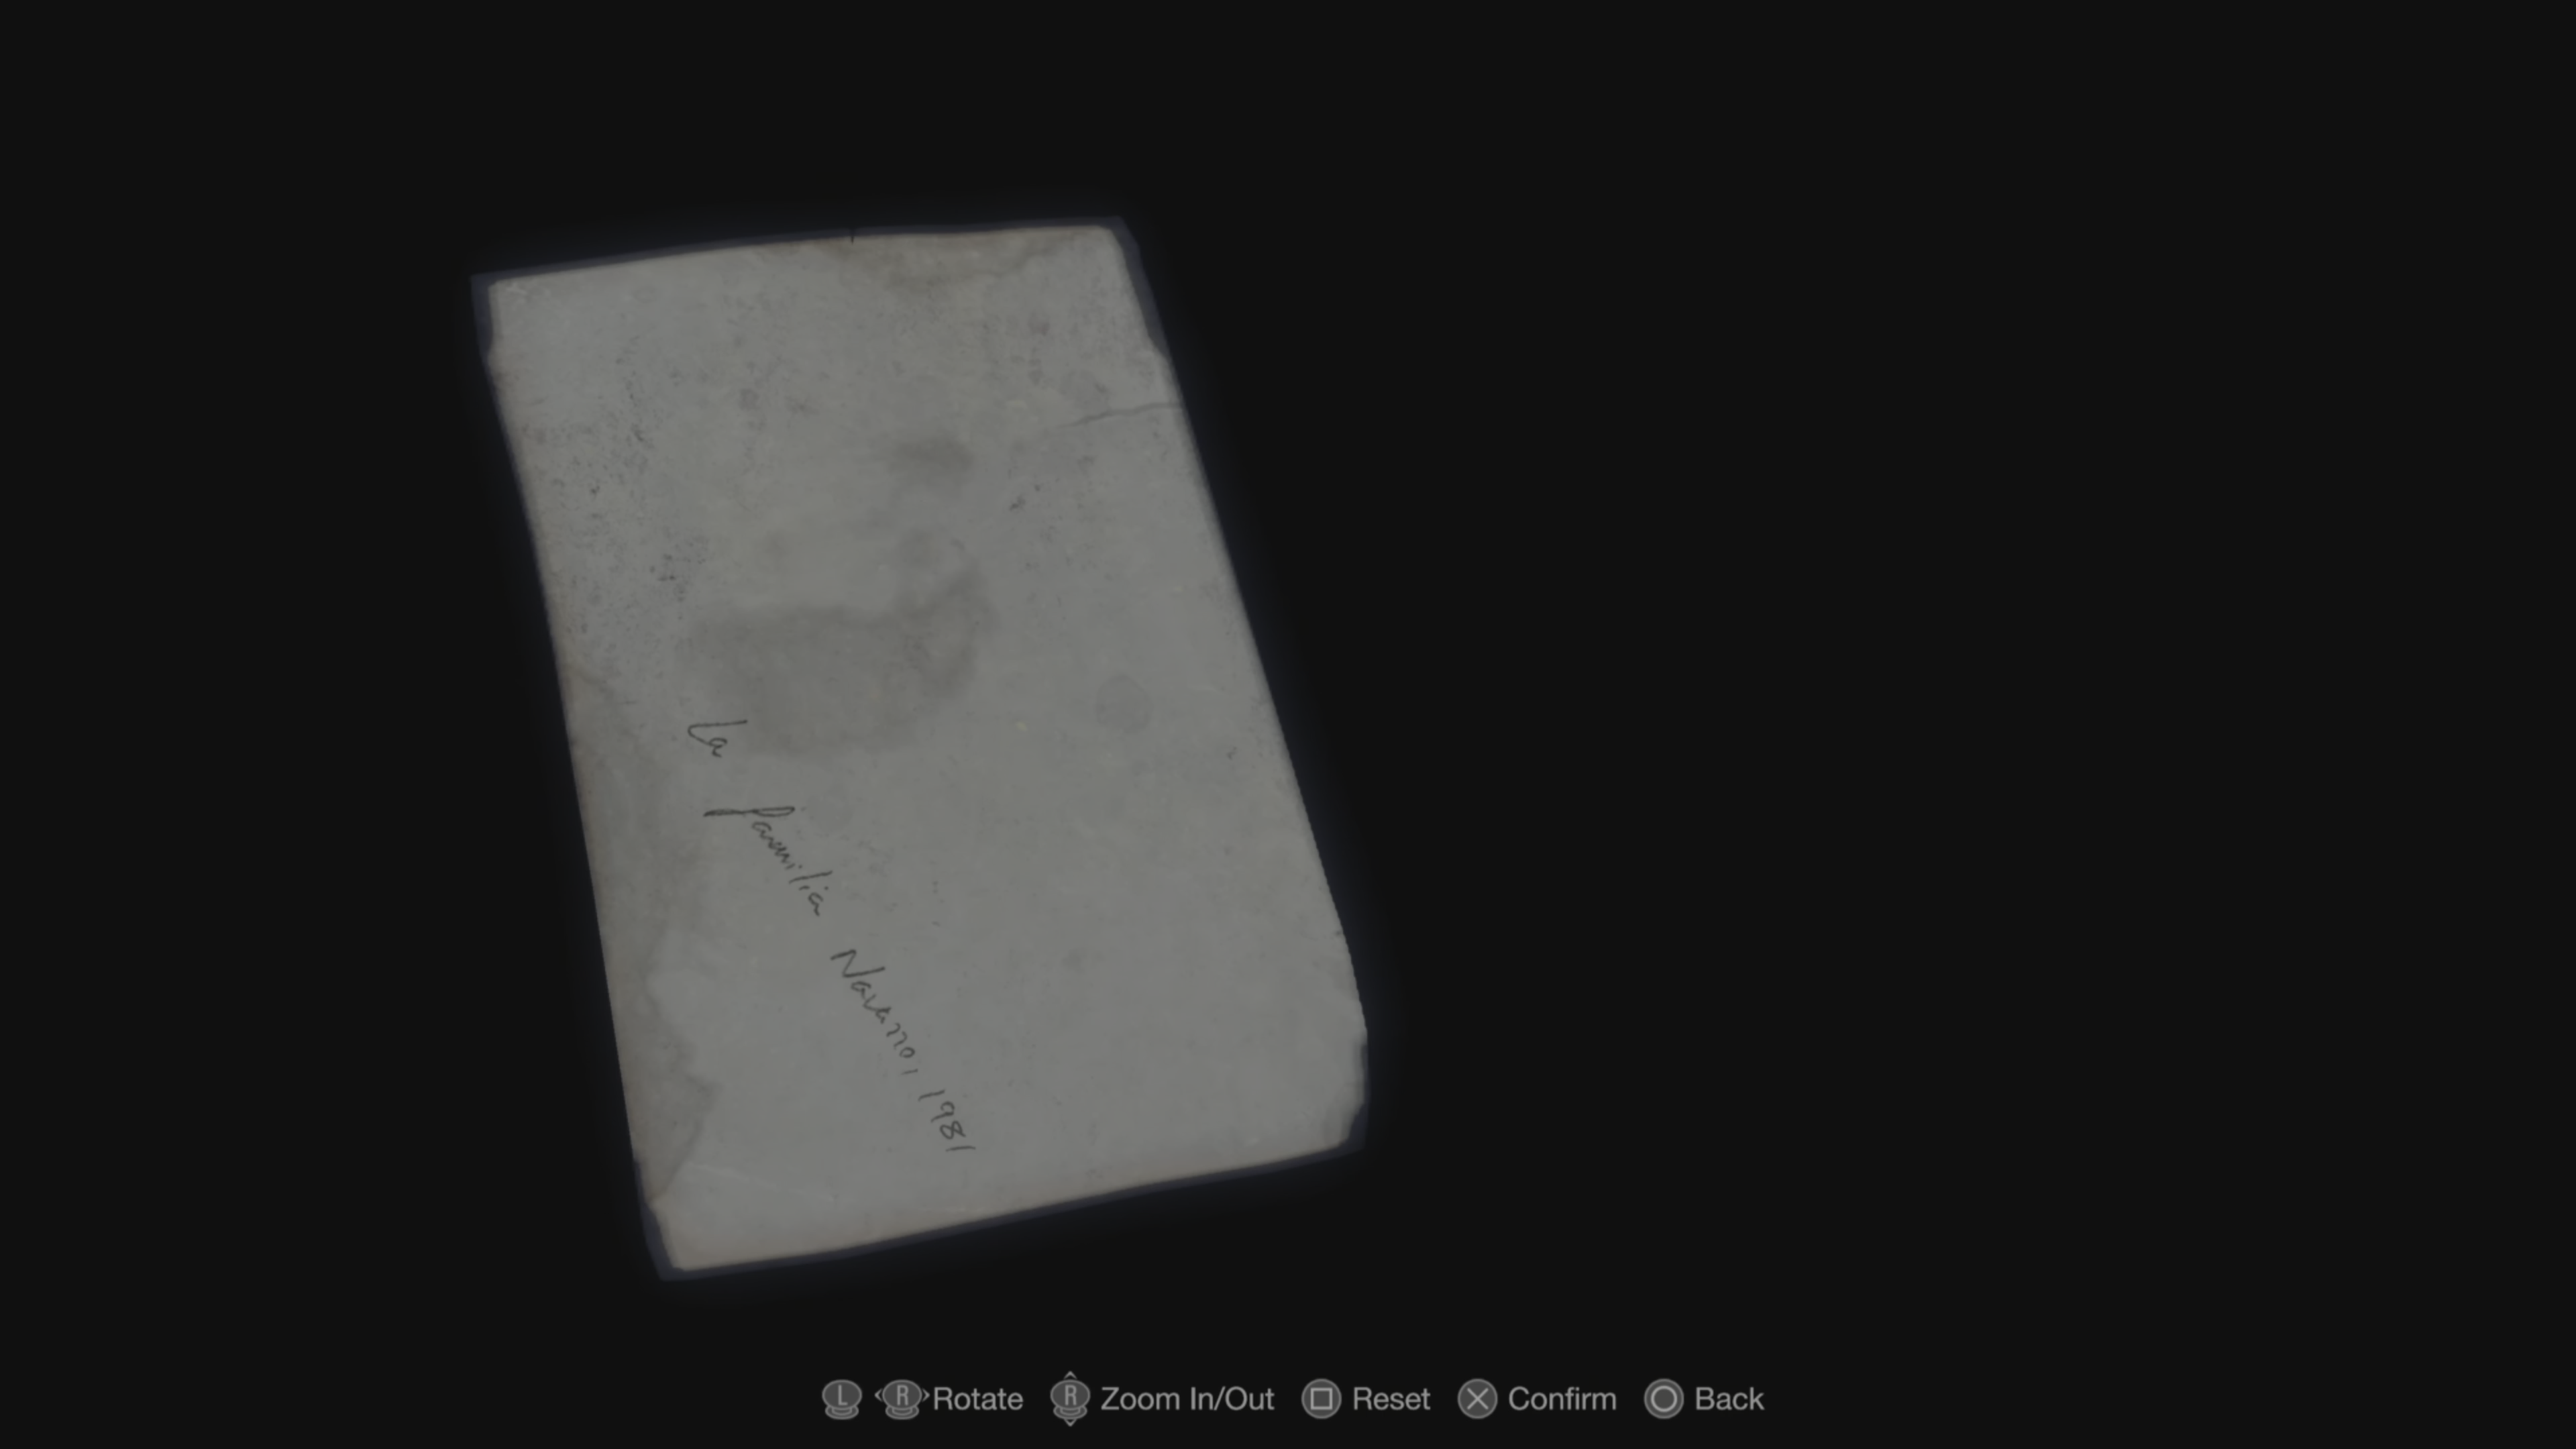 La familia Navarro, 1981
L R Rotate R Zoom In/Out Reset Confirm Back